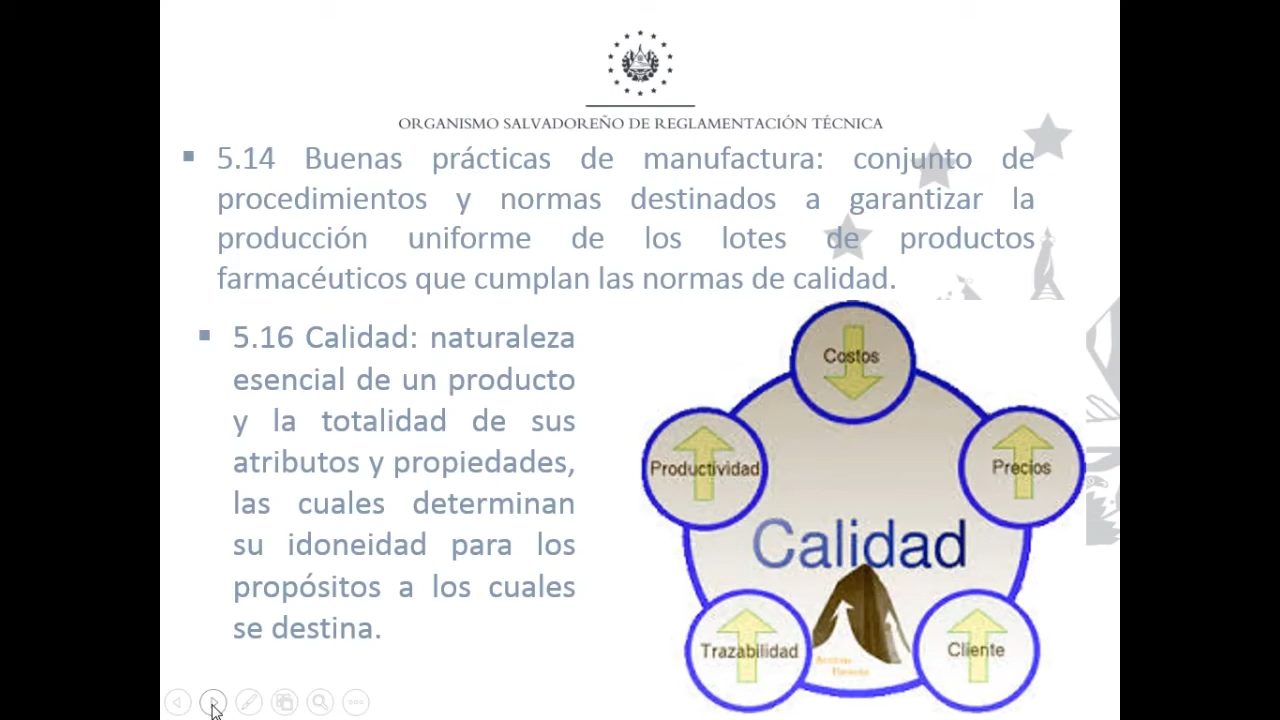 ORGANISMO SALVADOREÑO DE REGLAMENTACIÓN TÉCNICA
▪ 5.14 Buenas prácticas de manufactura: conjunto de
procedimientos y normas destinados a garantizar la
producción uniforme de los lotes de productos
farmacéuticos que cumplan las normas de calidad.
▪ 5.16 Calidad: naturaleza
esencial de un producto
y la totalidad de sus
atributos y propiedades,
las cuales determinan
su idoneidad para los
propósitos a los cuales
se destina.
Costos
Productividad
Precios
Calidad
Trazabilidad
Cliente